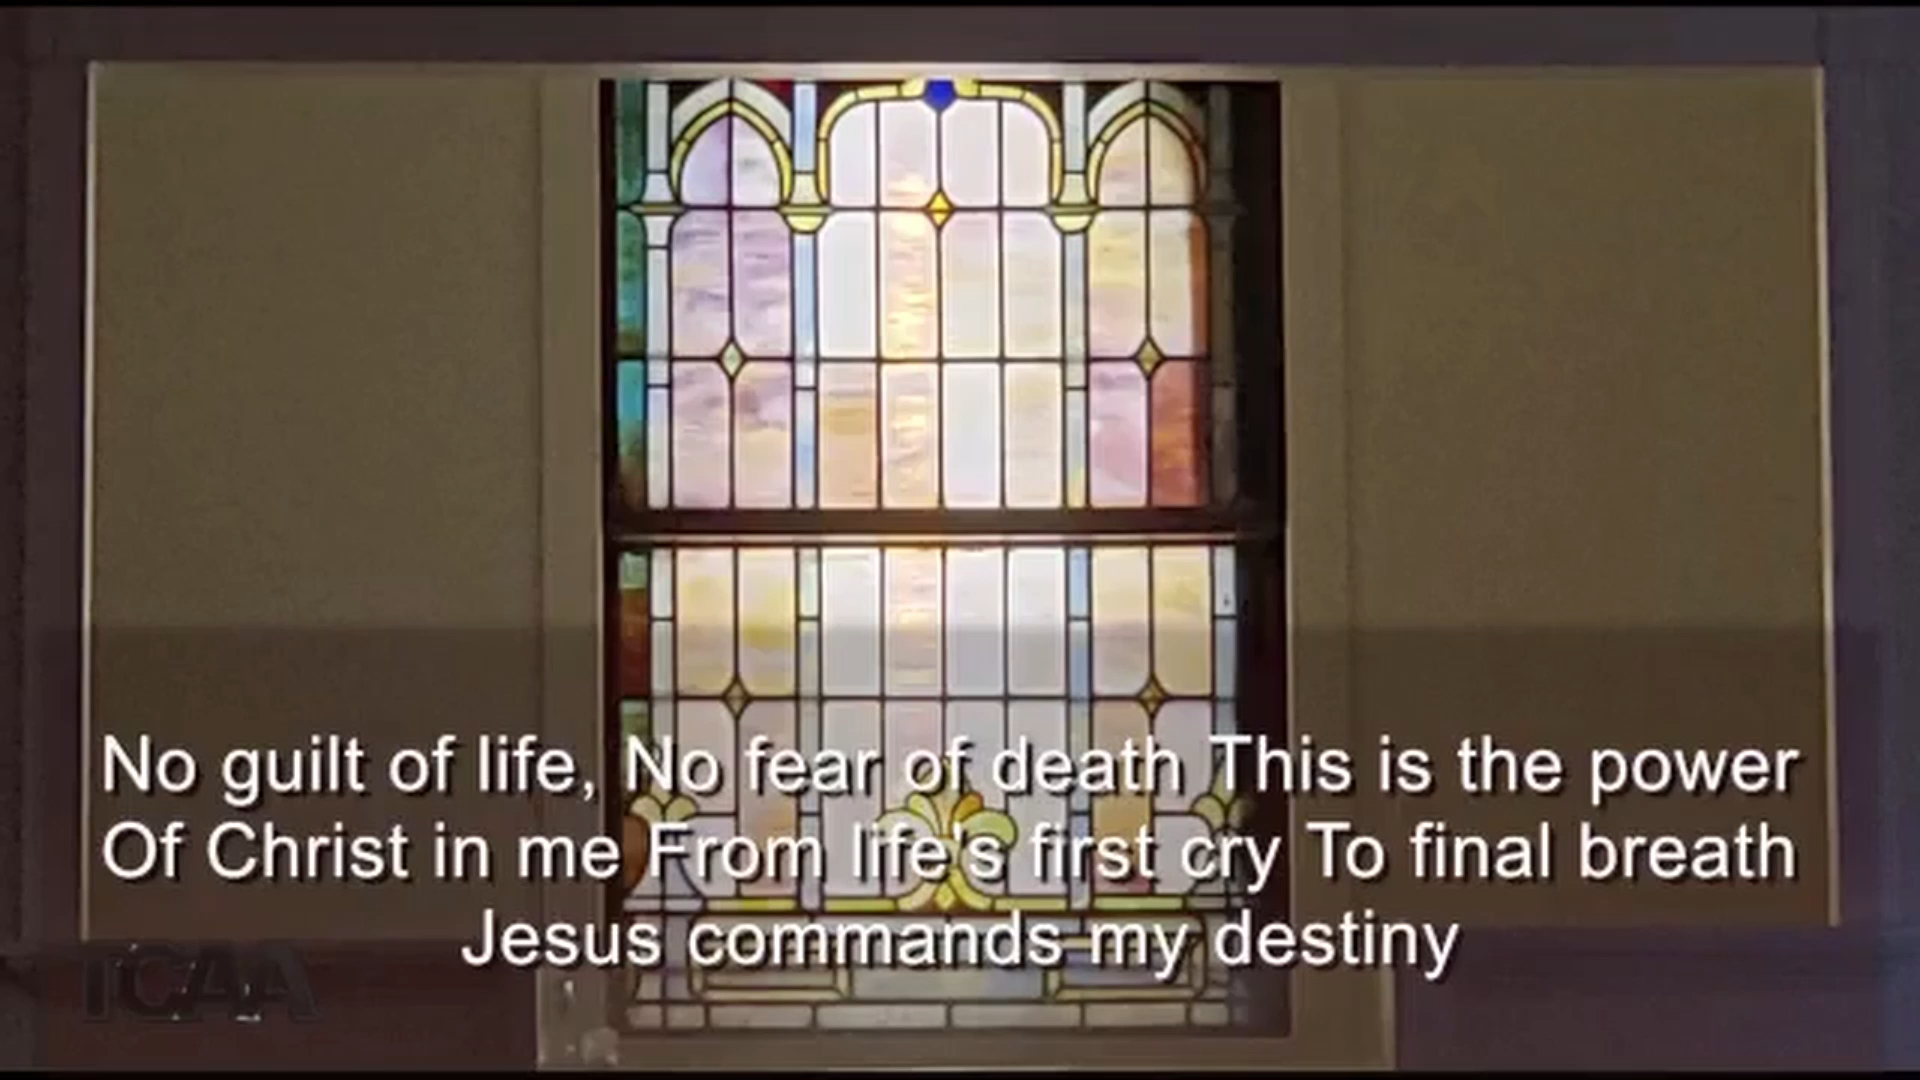 No guilt of life, No fear of death This is the power
Of Christ in me From life's first cry To final breath
Jesus commands my destiny
TCAA